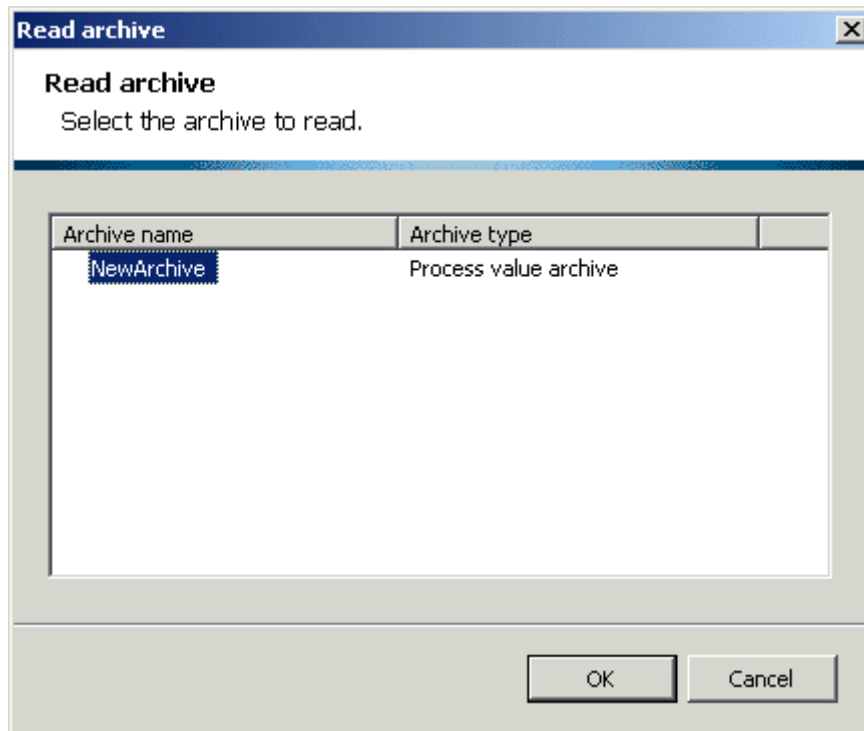 Read archive
Read archive
Select the archive to read.
Archive name Archive type
NewArchive Process value archive
OK Cancel